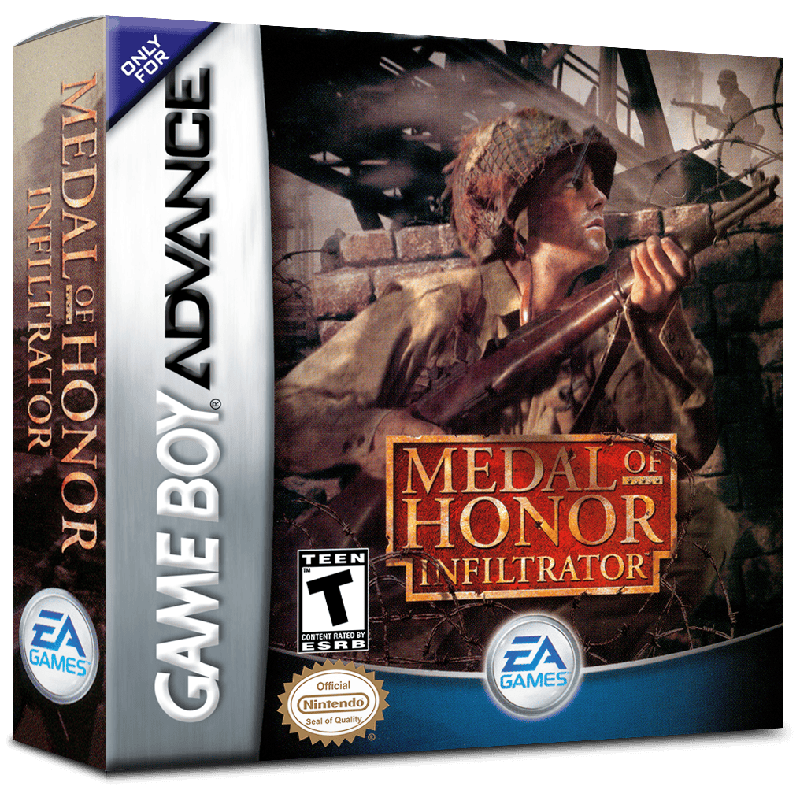 MEDAL OF HONOR
INFILTRATOR
EA
GAMES
ONLY
FOR
GAME BOY ADVANCE
®
MEDAL OF
HONOR
INFILTRATOR
TEEN
T
CONTENT RATED BY
ESRB
Official
Nintendo
Seal of Quality
®
EA
GAMES